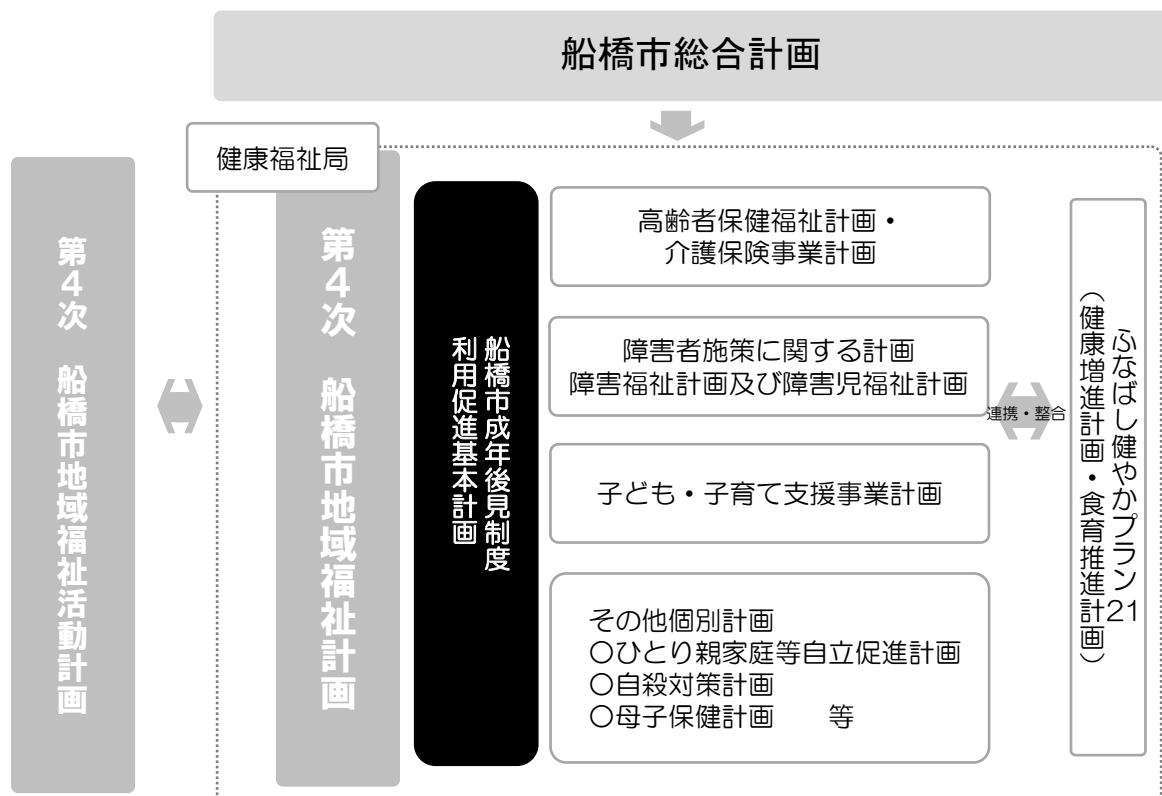 船橋市総合計画
健康福祉局
第4次 船橋市地域福祉活動計画
第4次 船橋市地域福祉計画
船橋市成年後見制度
利用促進基本計画
高齢者保健福祉計画・
介護保険事業計画
障害者施策に関する計画
障害福祉計画及び障害児福祉計画
子ども・子育て支援事業計画
その他個別計画
○ひとり親家庭等自立促進計画
○自殺対策計画
○母子保健計画　　等
連携・整合
ふなばし健やかプラン21
（健康増進計画・食育推進計画）